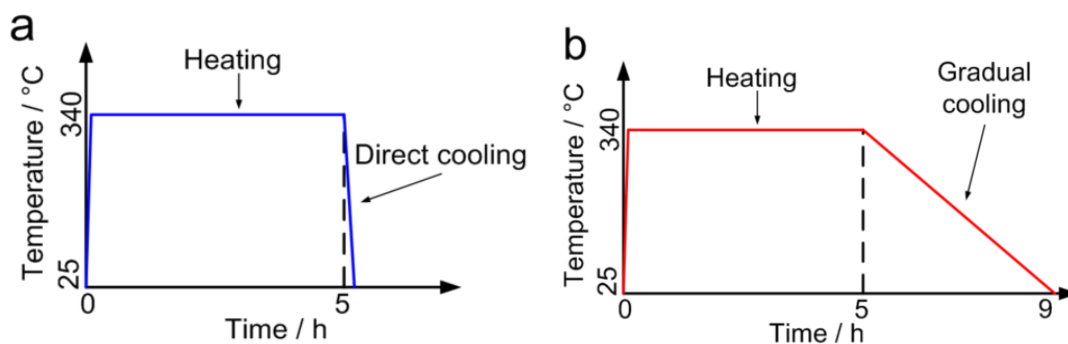 a
Heating
Direct cooling
Temperature / °C
340
25
0
5
Time / h
b
Heating
Gradual
cooling
Temperature / °C
340
25
0
5
9
Time / h